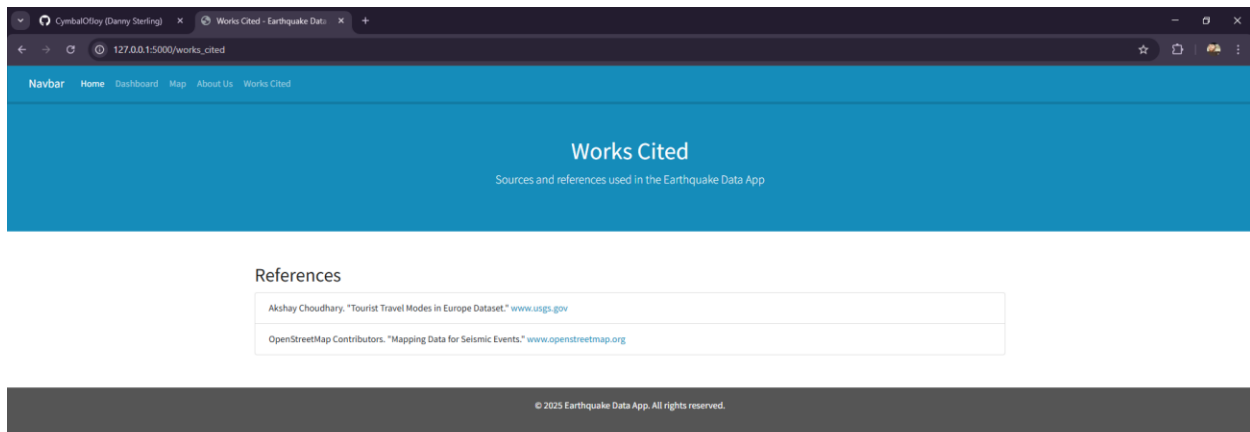 CymbalOfJoy (Danny Sterling)
Works Cited - Earthquake Data
127.0.0.1:5000/works_cited
Navbar Home Dashboard Map About Us Works Cited
Works Cited
Sources and references used in the Earthquake Data App
References
Akshay Choudhary. "Tourist Travel Modes in Europe Dataset." www.usgs.gov
OpenStreetMap Contributors. "Mapping Data for Seismic Events." www.openstreetmap.org
© 2025 Earthquake Data App. All rights reserved.